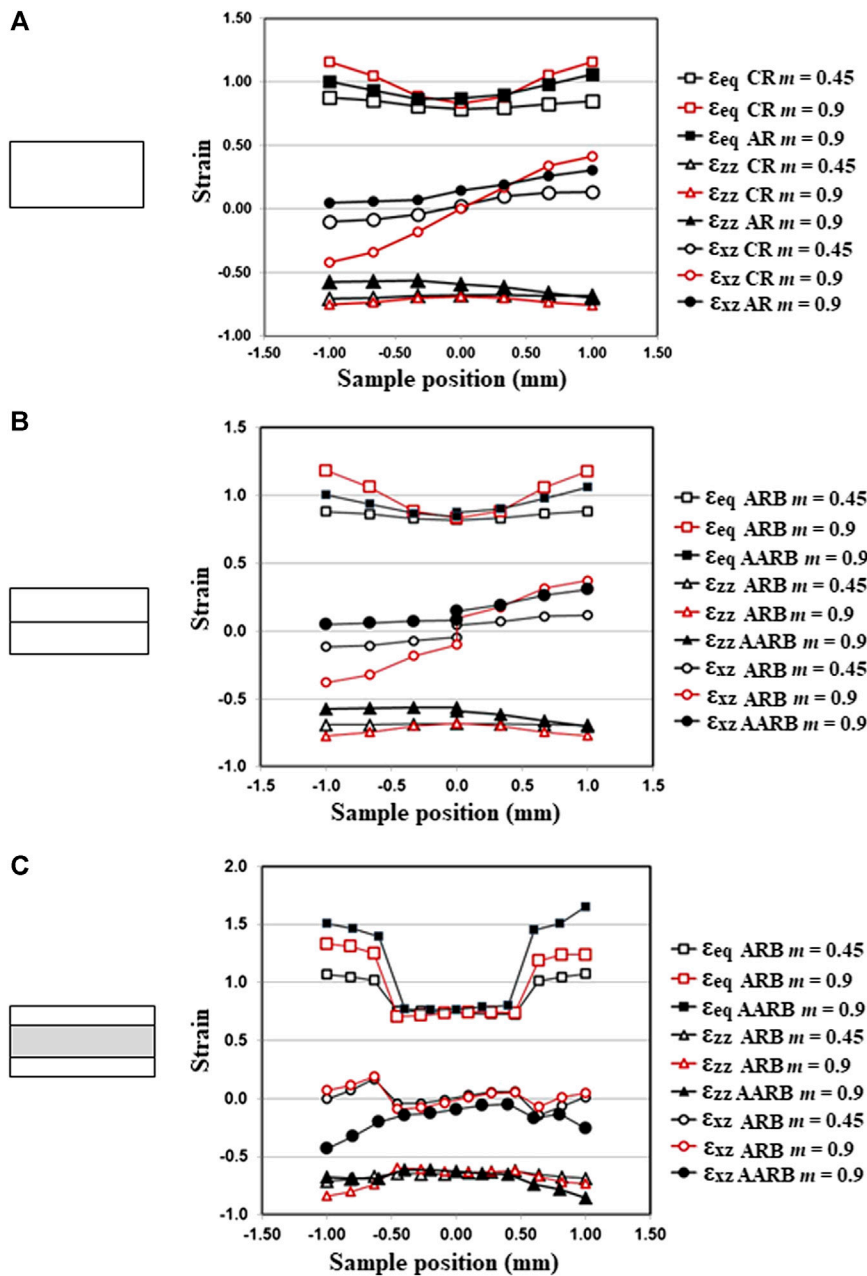 A
1.50
1.00
0.50
0.00
-0.50
-1.00
Strain
-1.50 -1.00 -0.50 0.00 0.50 1.00 1.50
Sample position (mm)
εeq CR m = 0.45
εeq CR m = 0.9
εeq AR m = 0.9
εzz CR m = 0.45
εzz CR m = 0.9
εzz AR m = 0.9
εxz CR m = 0.45
εxz CR m = 0.9
εxz AR m = 0.9
B
1.5
1.0
0.5
0.0
-0.5
-1.0
Strain
-1.5 -1.0 -0.5 0.0 0.5 1.0 1.5
Sample position (mm)
εeq ARB m = 0.45
εeq ARB m = 0.9
εeq AARB m = 0.9
εzz ARB m = 0.45
εzz ARB m = 0.9
εzz AARB m = 0.9
εxz ARB m = 0.45
εxz ARB m = 0.9
εxz AARB m = 0.9
C
2.0
1.5
1.0
0.5
0.0
-0.5
-1.0
Strain
-1.50 -1.00 -0.50 0.00 0.50 1.00 1.50
Sample position (mm)
εeq ARB m = 0.45
εeq ARB m = 0.9
εeq AARB m = 0.9
εzz ARB m = 0.45
εzz ARB m = 0.9
εzz AARB m = 0.9
εxz ARB m = 0.45
εxz ARB m = 0.9
εxz AARB m = 0.9